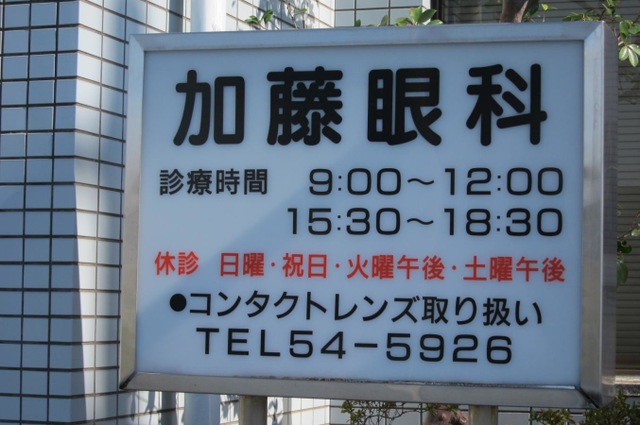 加藤眼科
診療時間 9:00～12:00
15:30～18:30
休診 日曜・祝日・火曜午後・土曜午後
●コンタクトレンズ取り扱い
TEL54-5926